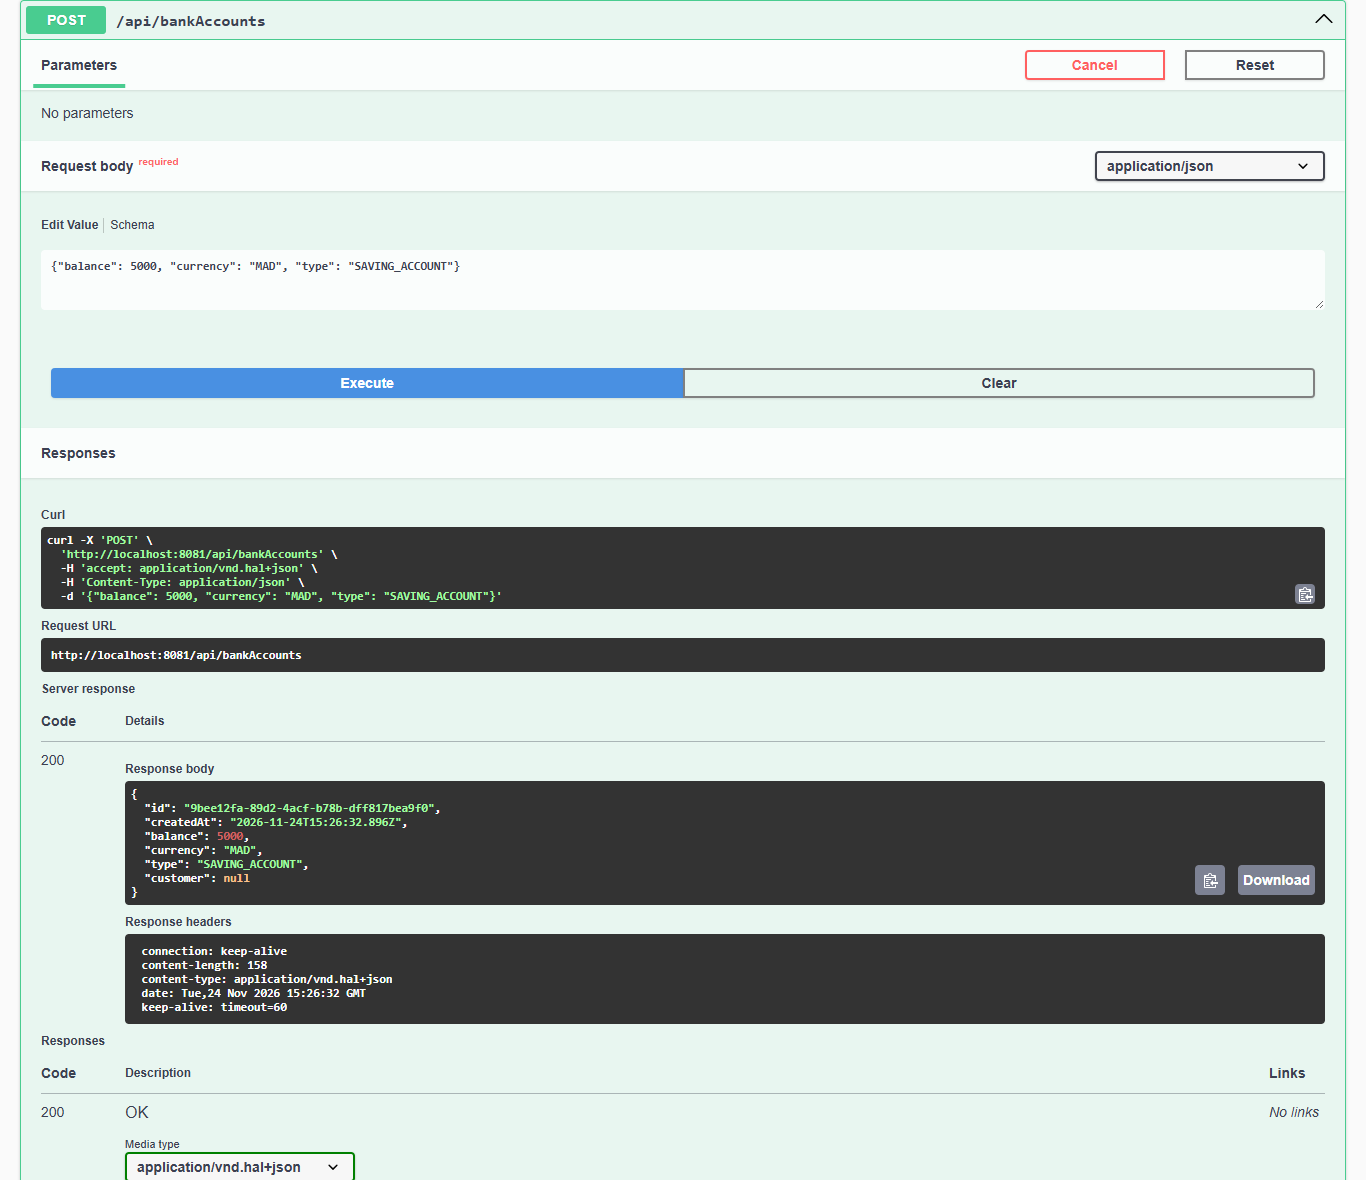 POST /api/bankAccounts
Parameters
Cancel
Reset
No parameters
Request body required
application/json
Edit Value
Schema
{"balance": 5000, "currency": "MAD", "type": "SAVING_ACCOUNT"}
Execute
Clear
Responses
Curl
curl -X 'POST' \
'http://localhost:8081/api/bankAccounts' \
-H 'accept: application/vnd.hal+json' \
-H 'Content-Type: application/json' \
-d '{"balance": 5000, "currency": "MAD", "type": "SAVING_ACCOUNT"}'
Request URL
http://localhost:8081/api/bankAccounts
Server response
Code Details
200
Response body
{
"id": "9bee12fa-89d2-4acf-b78b-dff817bea9f0",
"createdAt": "2026-11-24T15:26:32.896Z",
"balance": 5000,
"currency": "MAD",
"type": "SAVING_ACCOUNT",
"customer": null
}
Download
Response headers
connection: keep-alive
content-length: 158
content-type: application/vnd.hal+json
date: Tue,24 Nov 2026 15:26:32 GMT
keep-alive: timeout=60
Responses
Code Description Links
200 OK No links
Media type
application/vnd.hal+json